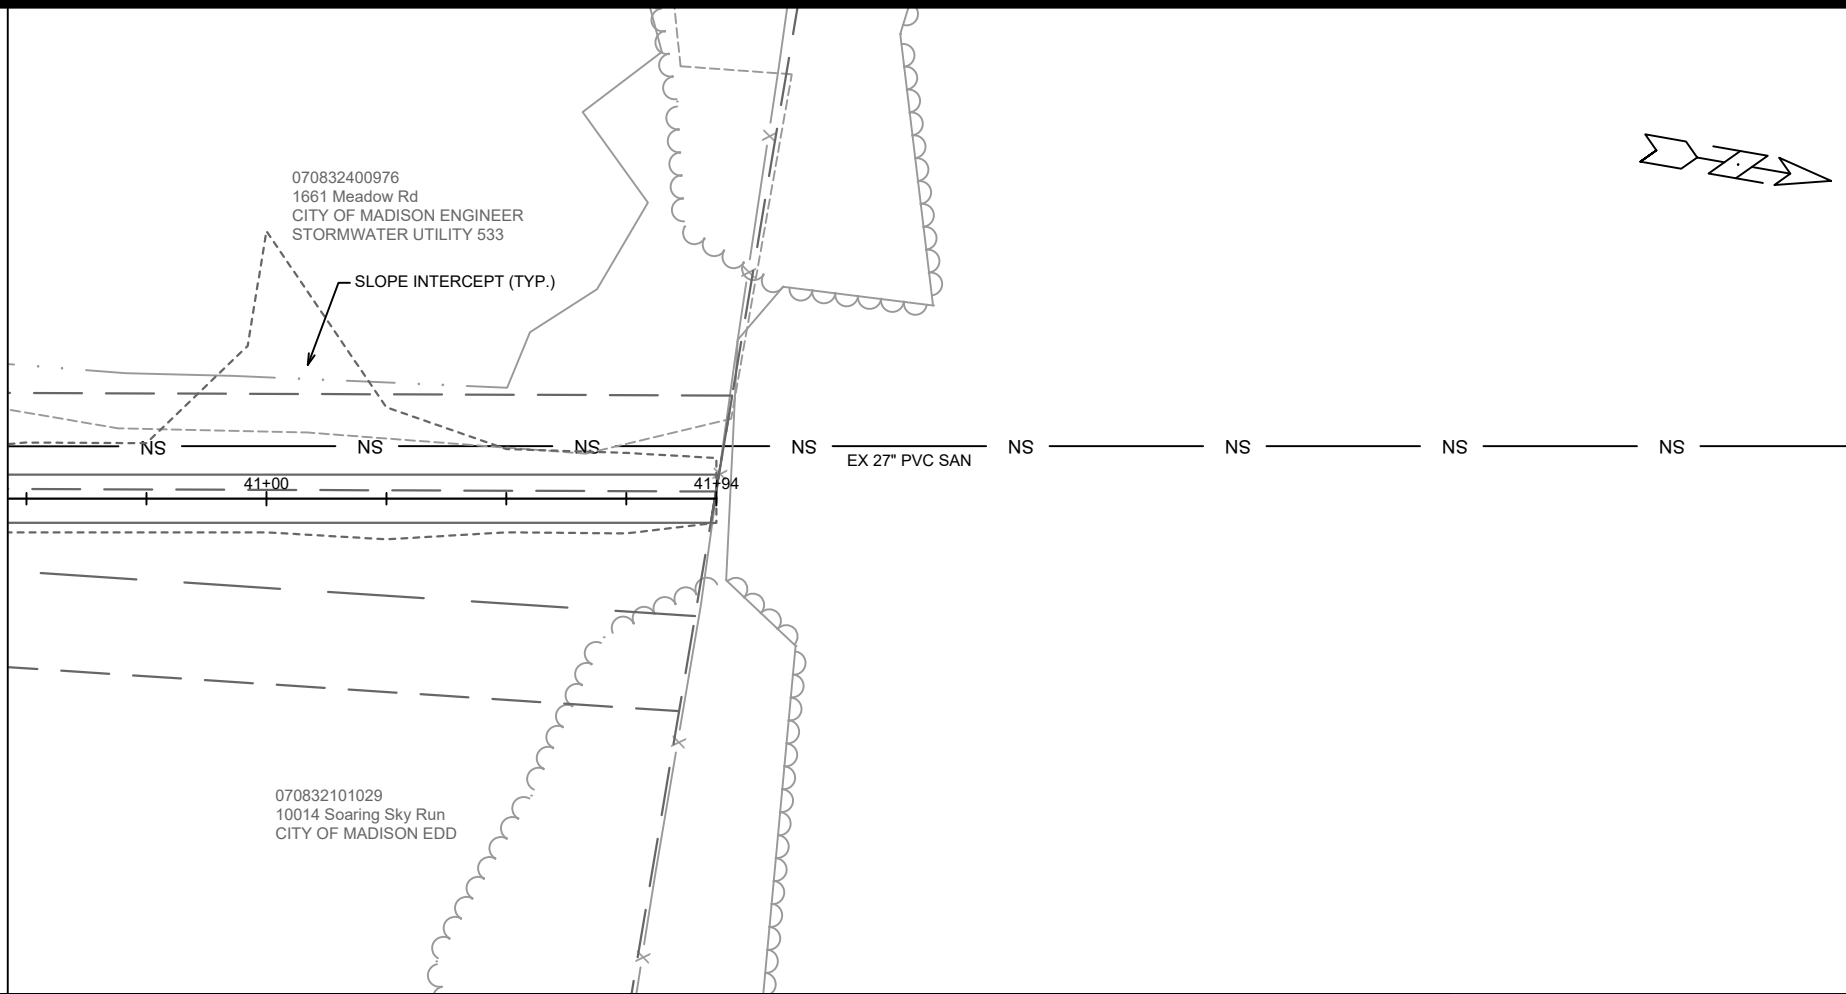 070832400976
1661 Meadow Rd
CITY OF MADISON ENGINEER
STORMWATER UTILITY 533
SLOPE INTERCEPT (TYP.)
NS NS NS NS NS NS NS NS
EX 27" PVC SAN
41+00 41+94
070832101029
10014 Soaring Sky Run
CITY OF MADISON EDD